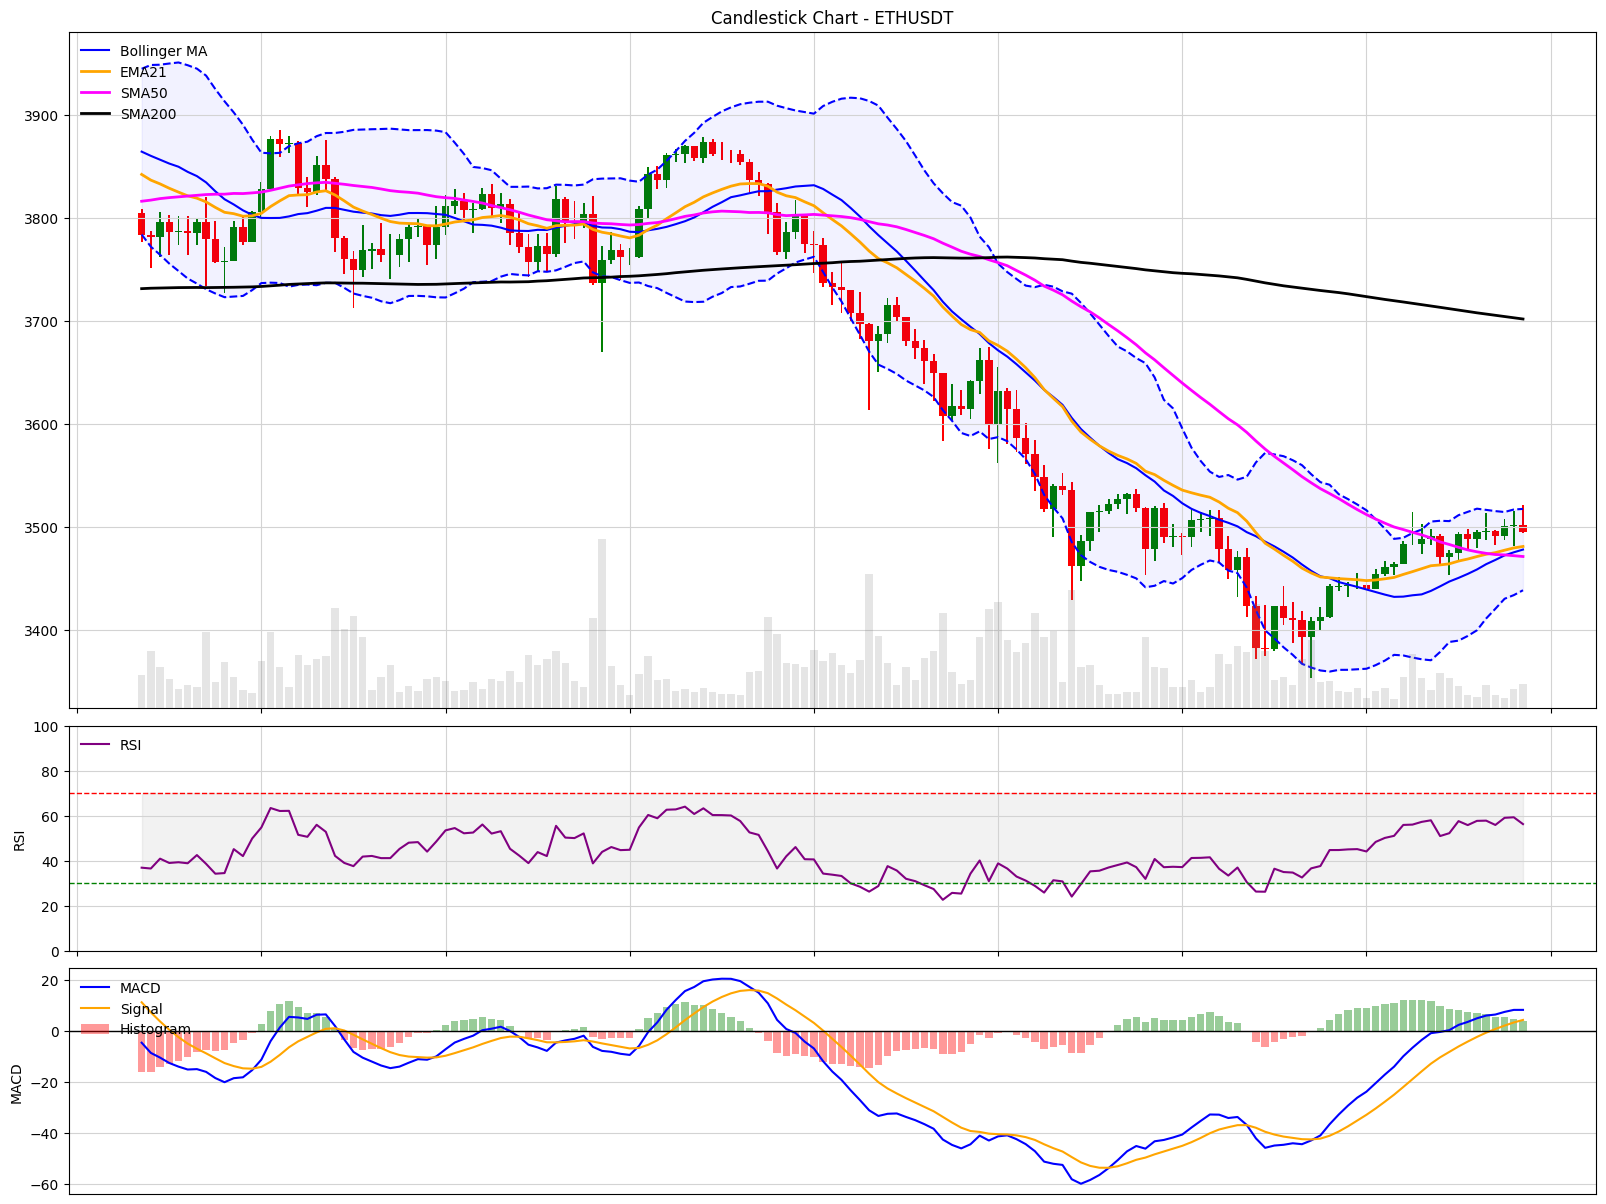 Candlestick Chart - ETHUSDT
Bollinger MA
EMA21
SMA50
SMA200
3900
3800
3700
3600
3500
3400
RSI
100
80
60
40
20
0
RSI
MACD
Signal
Histogram
20
0
−20
−40
−60
MACD